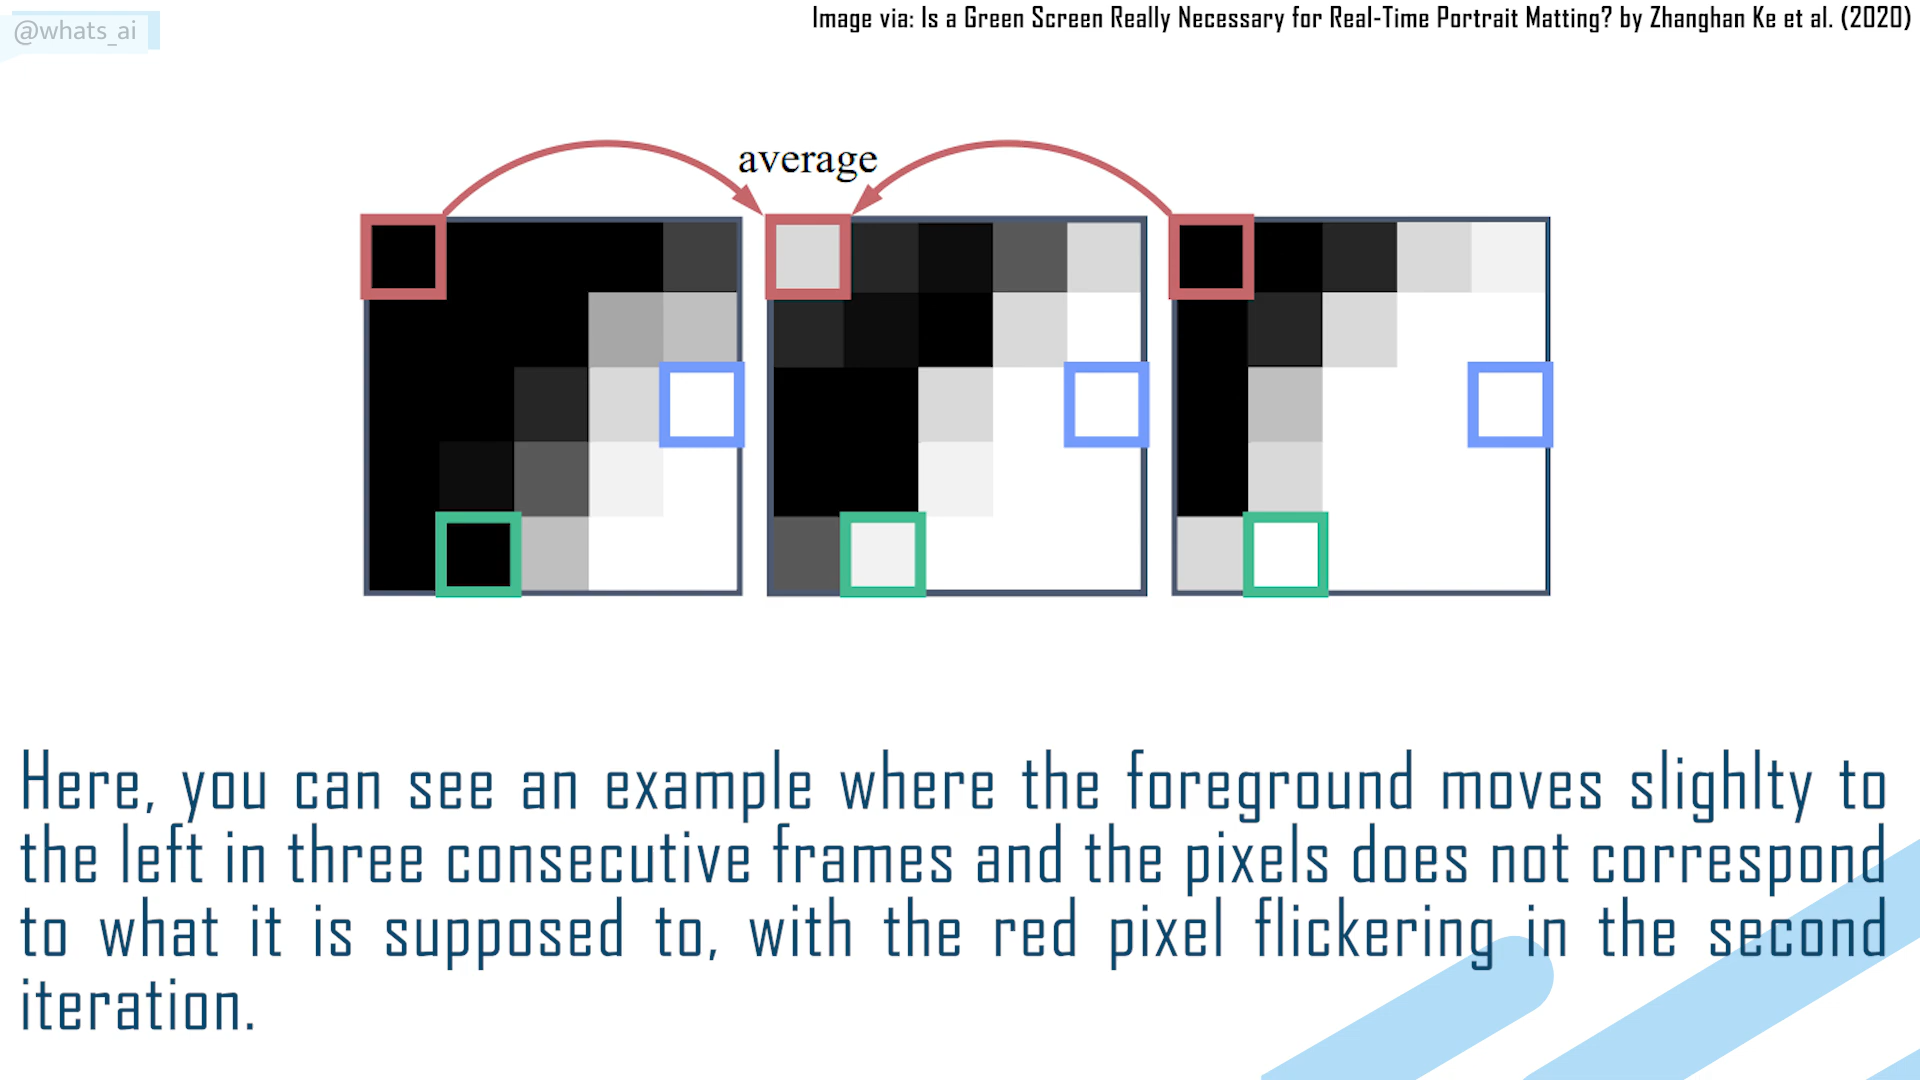 @whats_ai
Image via: Is a Green Screen Really Necessary for Real-Time Portrait Matting? by Zhanghan Ke et al. (2020)
average
Here, you can see an example where the foreground moves slighlty to
the left in three consecutive frames and the pixels does not correspond
to what it is supposed to, with the red pixel flickering in the second
iteration.